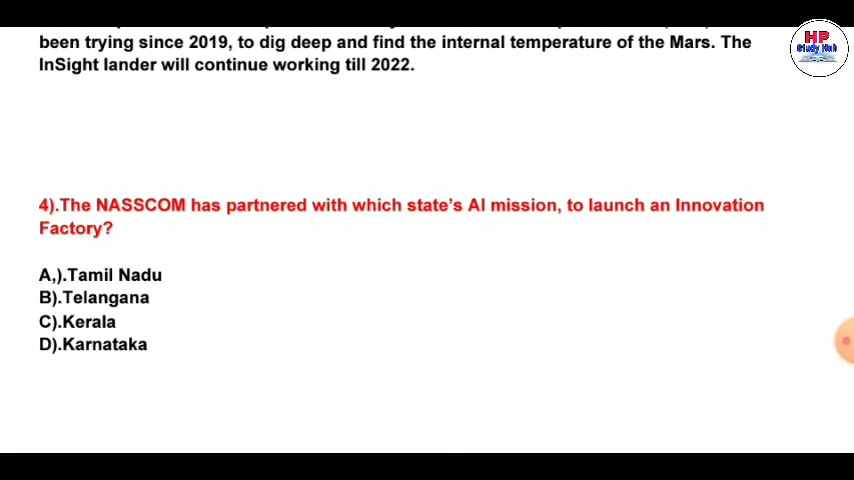 been trying since 2019, to dig deep and find the internal temperature of the Mars. The
InSight lander will continue working till 2022.
HP
Study Hub
4).The NASSCOM has partnered with which state's AI mission, to launch an Innovation
Factory?
A,).Tamil Nadu
B).Telangana
C).Kerala
D).Karnataka